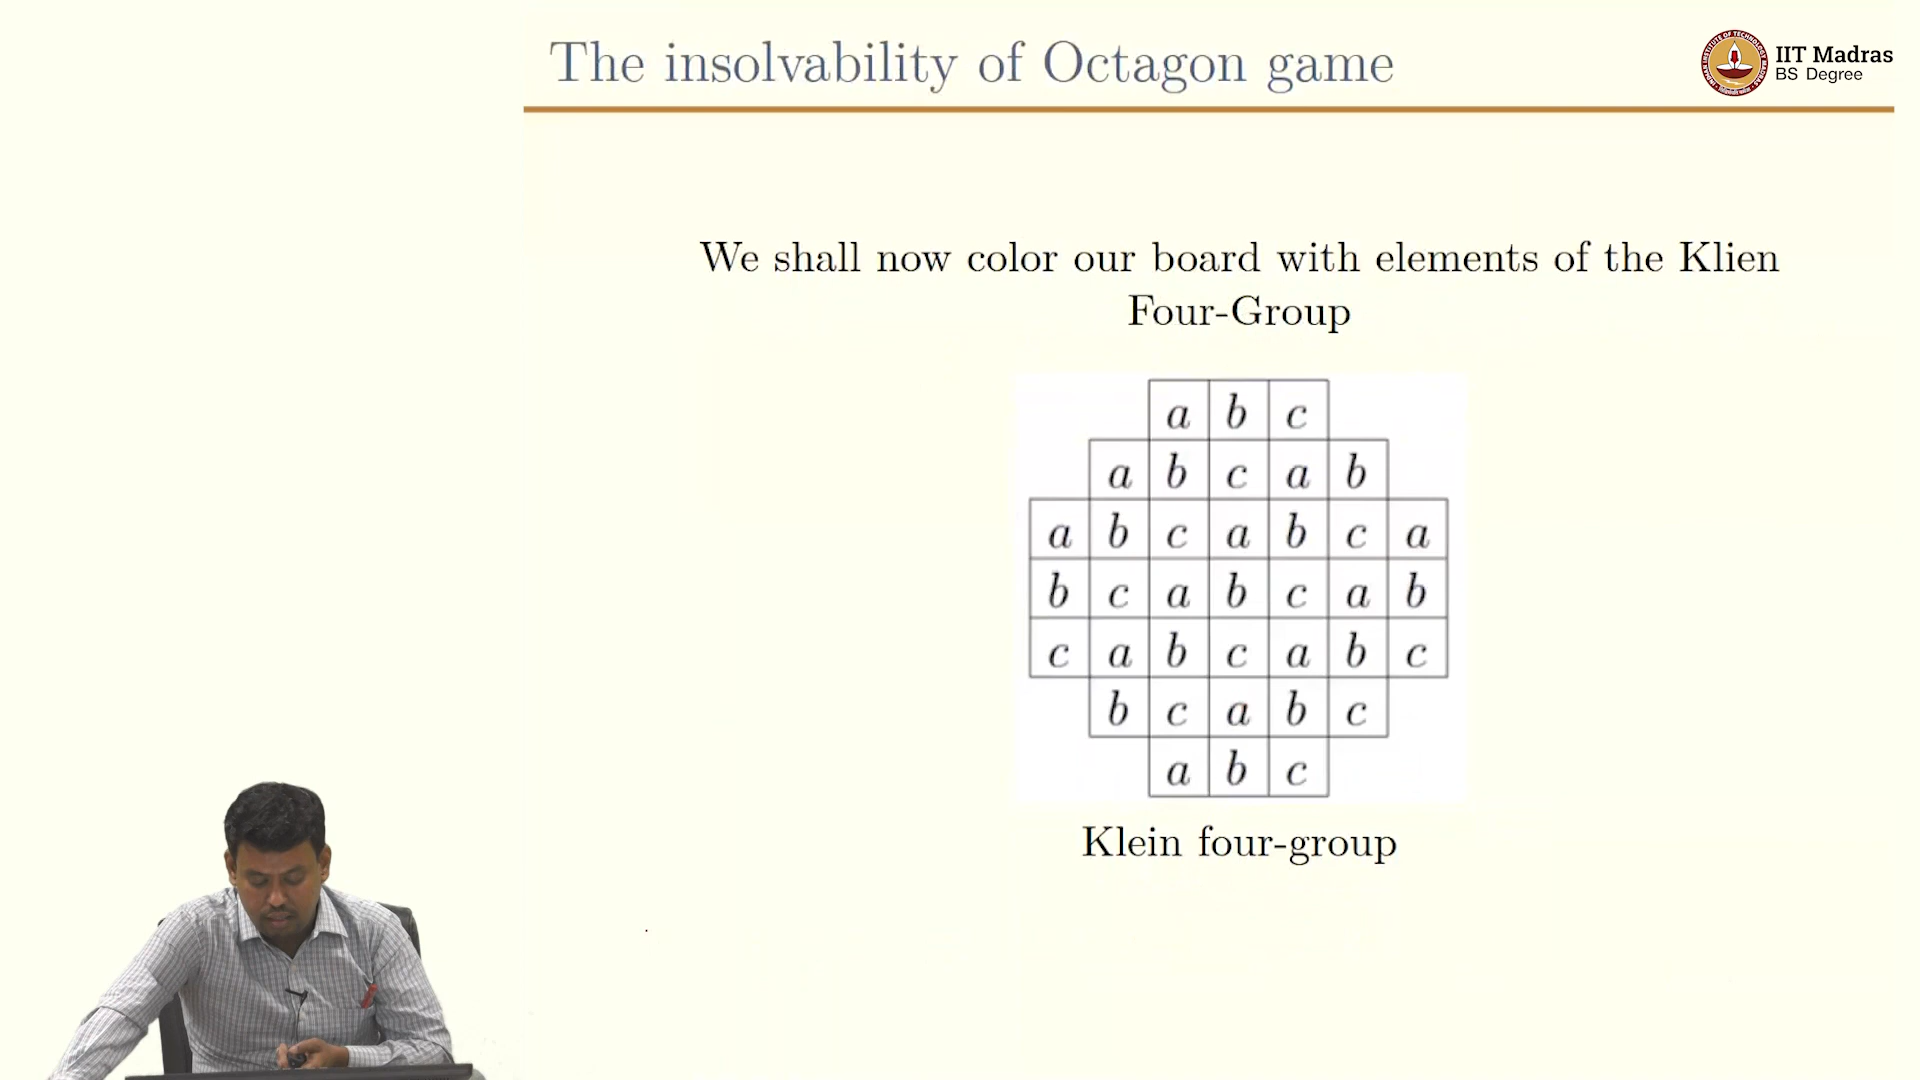 The insolvability of Octagon game
IIT Madras
BS Degree
We shall now color our board with elements of the Klien
Four-Group
a b c
a b c a b
a b c a b c a
b c a b c a b
c a b c a b c
b c a b c
a b c
Klein four-group